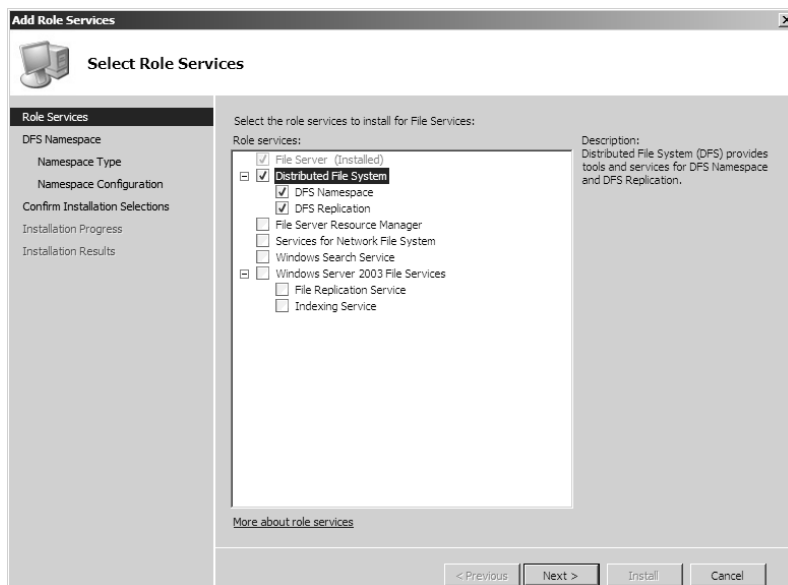 Add Role Services
Select Role Services
Role Services
DFS Namespace
Namespace Type
Namespace Configuration
Confirm Installation Selections
Installation Progress
Installation Results
Select the role services to install for File Services:
Role services:
File Server (Installed)
Distributed File System
DFS Namespace
DFS Replication
File Server Resource Manager
Services for Network File System
Windows Search Service
Windows Server 2003 File Services
File Replication Service
Indexing Service
More about role services
Description:
Distributed File System (DFS) provides
tools and services for DFS Namespace
and DFS Replication.
< Previous
Next >
Install
Cancel